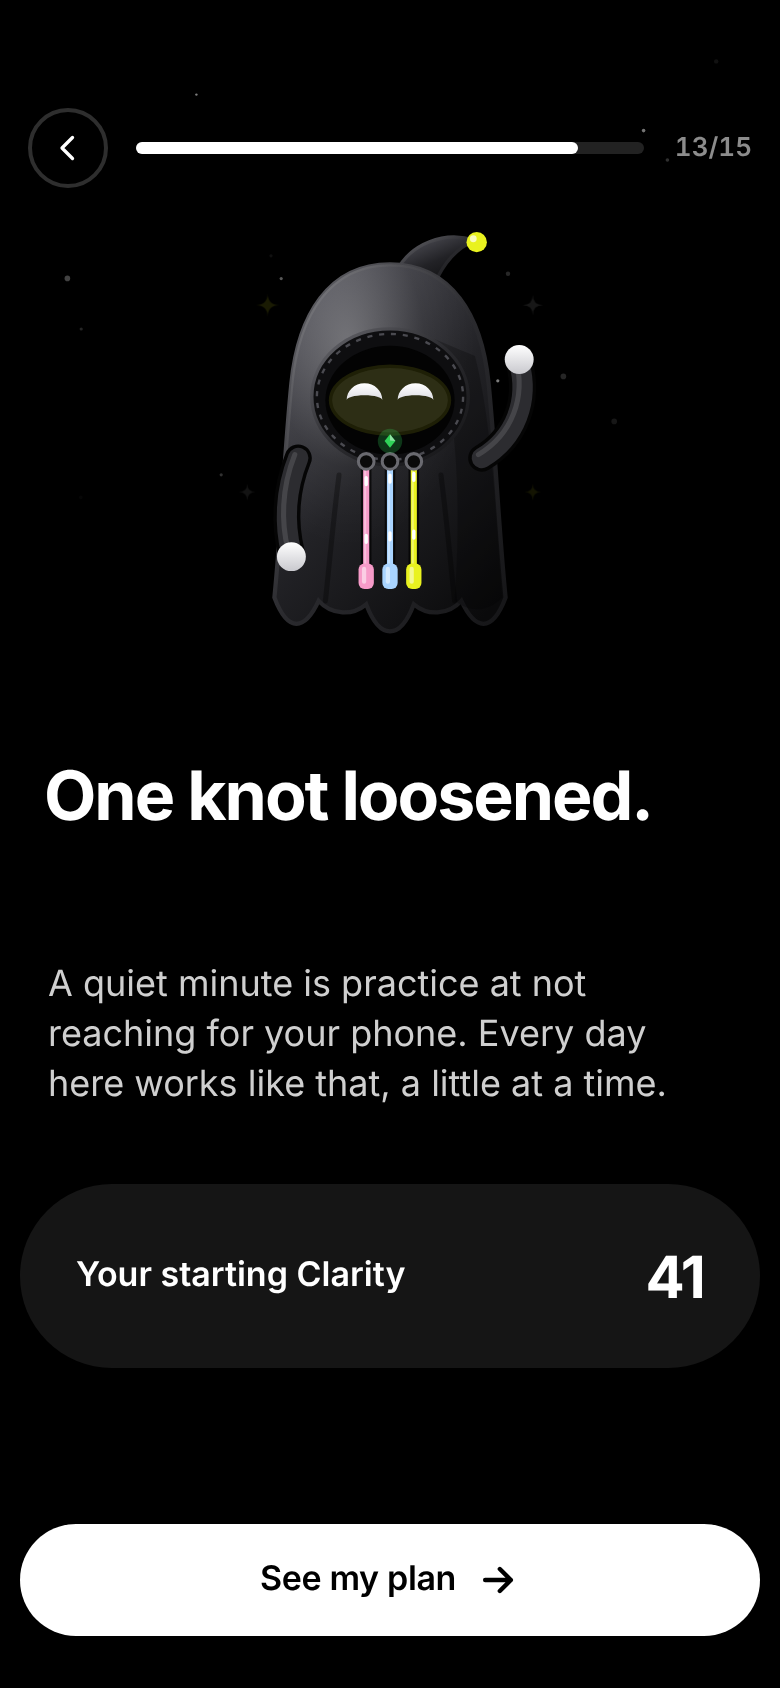 13/15
One knot loosened.
A quiet minute is practice at not
reaching for your phone. Every day
here works like that, a little at a time.
Your starting Clarity
41
See my plan